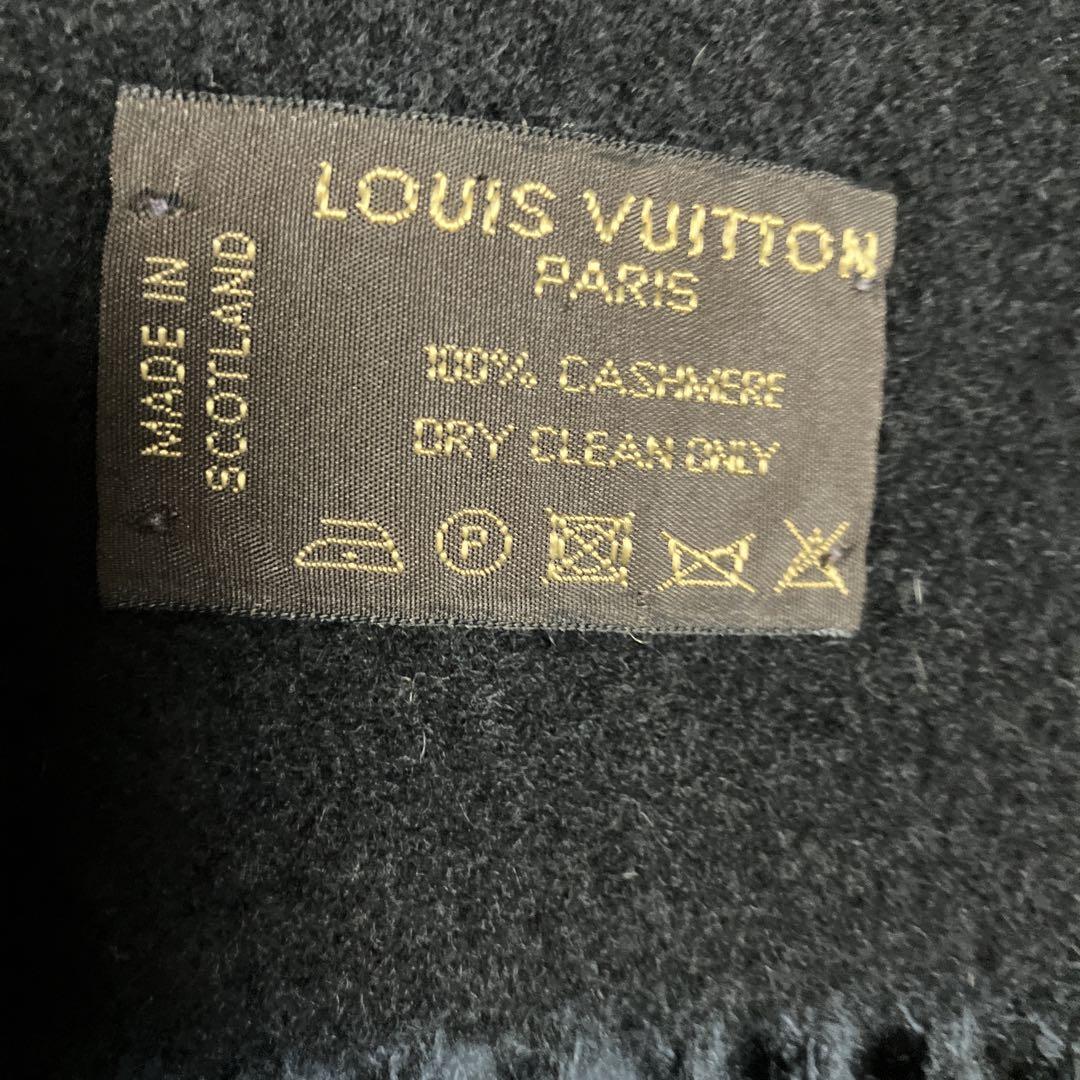 LOUIS VUITTON
PARIS
100% CASHMERE
DRY CLEAN ONLY
P
MADE IN
SCOTLAND